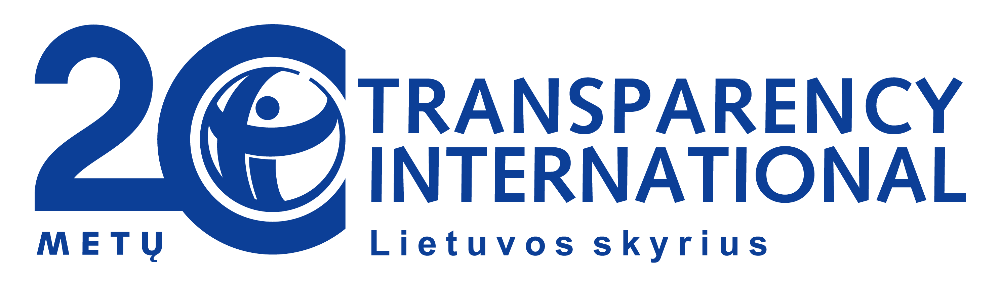 20
METŲ
TRANSPARENCY
INTERNATIONAL
Lietuvos skyrius